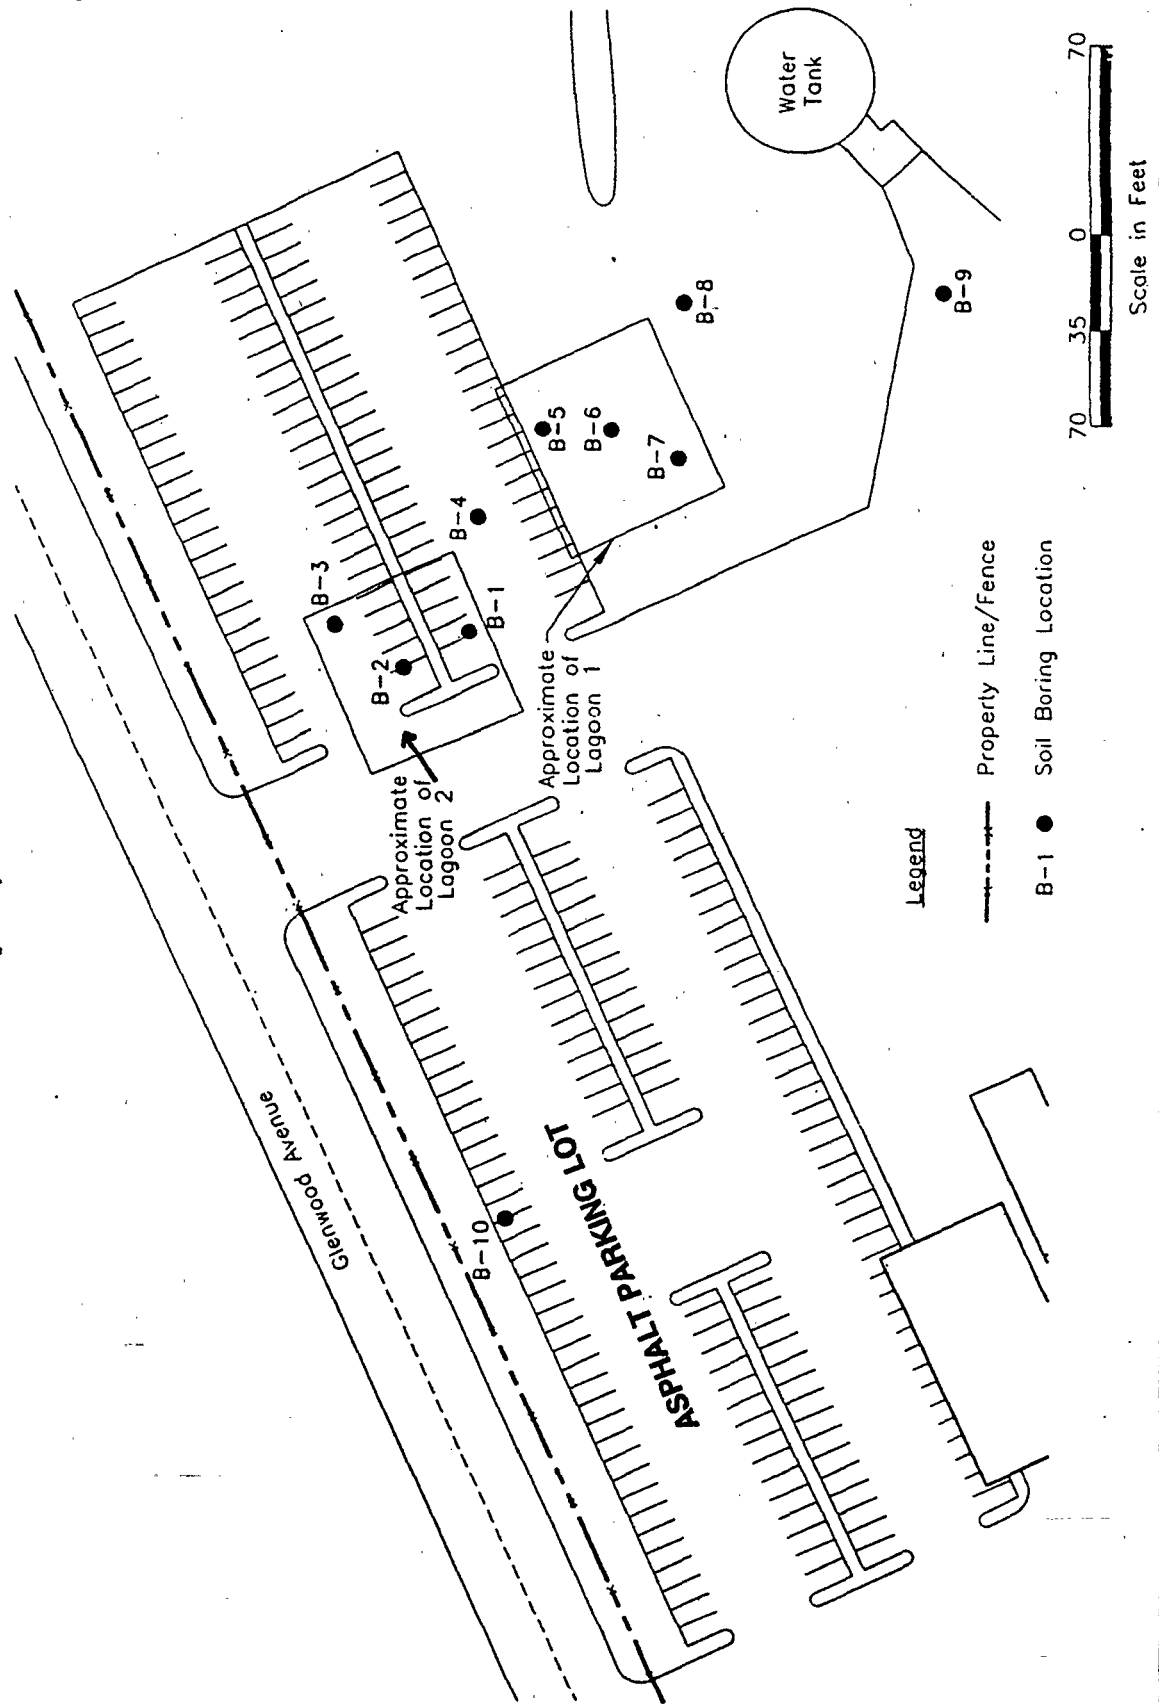 Glenwood Avenue
B-10
ASPHALT PARKING LOT
Approximate
Location of
Lagoon 2
B-2
B-3
B-1
B-4
Approximate
Location of
Lagoon 1
B-5
B-6
B-7
B-8
B-9
Water
Tank
Legend
Property Line/Fence
B-1 Soil Boring Location
70 35 0 70
Scale in Feet